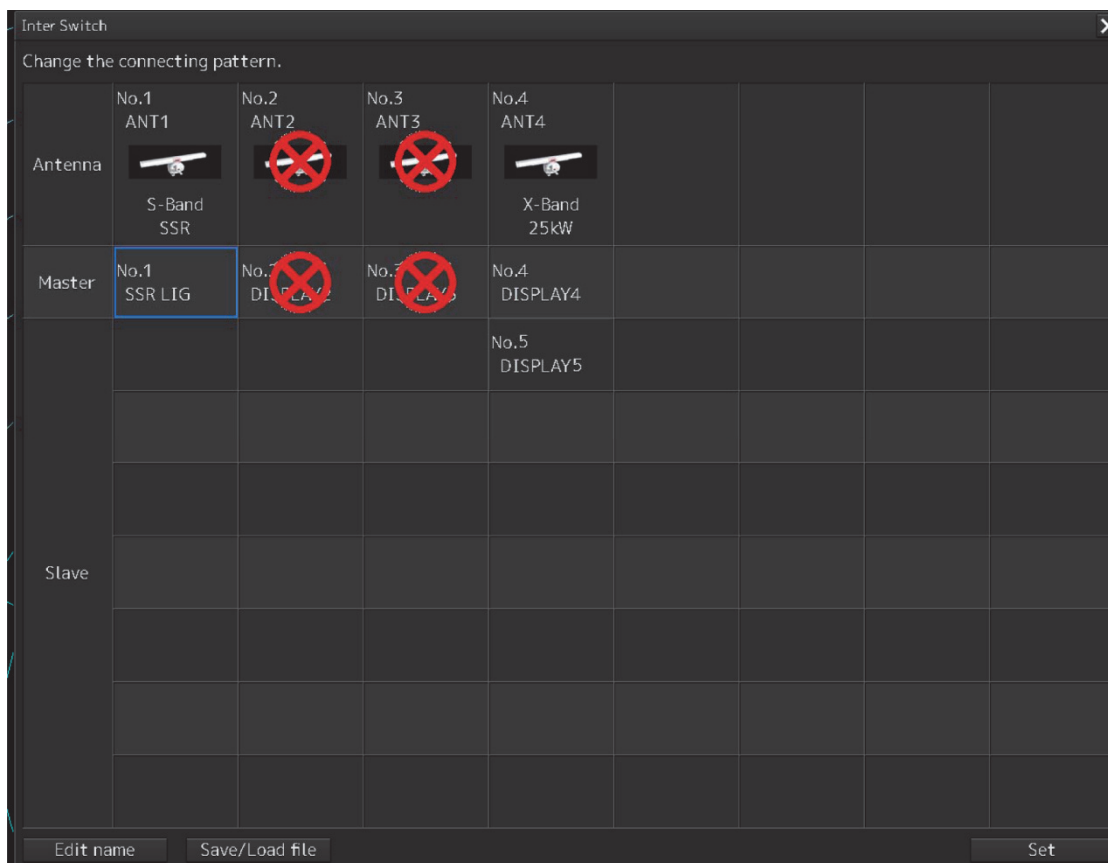 Inter Switch
Change the connecting pattern.
Antenna
No.1
ANT1
S-Band
SSR
No.2
ANT2
No.3
ANT3
No.4
ANT4
X-Band
25kW
Master
No.1
SSR LIG
No.4
DISPLAY4
Slave
No.5
DISPLAY5
Edit name
Save/Load file
Set